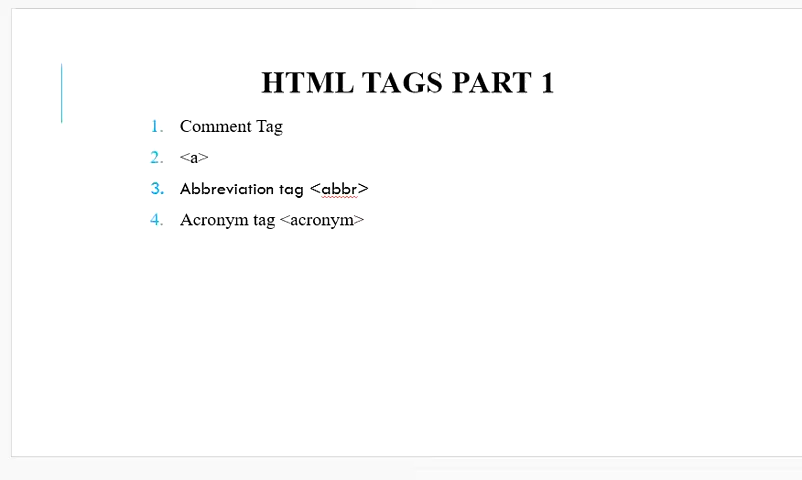 HTML TAGS PART 1
1. Comment Tag
2. <a>
3. Abbreviation tag <abbr>
4. Acronym tag <acronym>